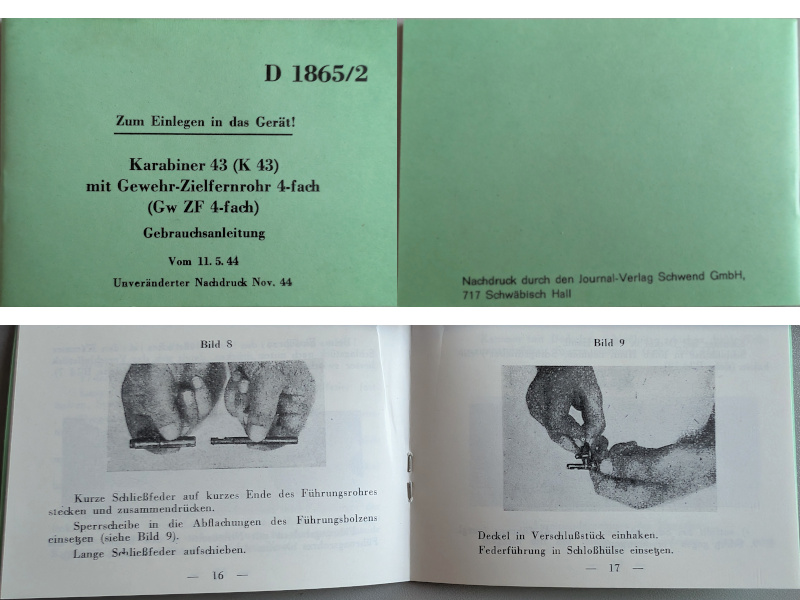 D 1865/2
Zum Einlegen in das Gerät!
Karabiner 43 (K 43)
mit Gewehr-Zielfernrohr 4-fach
(Gw ZF 4-fach)
Gebrauchsanleitung
Vom 11. 5. 44
Unveränderter Nachdruck Nov. 44
Nachdruck durch den Journal-Verlag Schwend GmbH,
717 Schwäbisch Hall
Bild 8
Kurze Schließfeder auf kurzes Ende des Führungsrohres
stecken und zusammendrücken.
Sperrscheibe in die Abflachungen des Führungsbolzens
einsetzen (siehe Bild 9).
Lange Schließfeder aufschieben.
— 16 —
Bild 9
Deckel in Verschlußstück einhaken.
Federführung in Schloßhülse einsetzen.
— 17 —